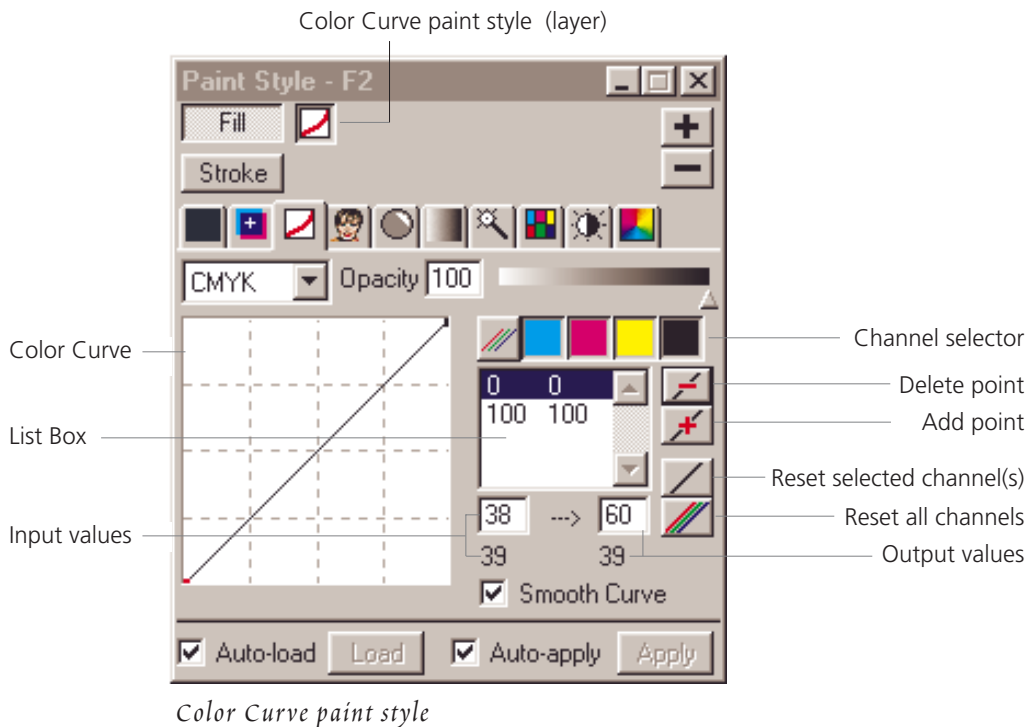 Color Curve paint style (layer)
Paint Style - F2
Fill
Stroke
CMYK Opacity 100
Color Curve
Channel selector
0 0
Delete point
100 100
Add point
List Box
Reset selected channel(s)
38 ---> 60
Reset all channels
Input values
39 39
Output values
Smooth Curve
Auto-load Load Auto-apply Apply
Color Curve paint style